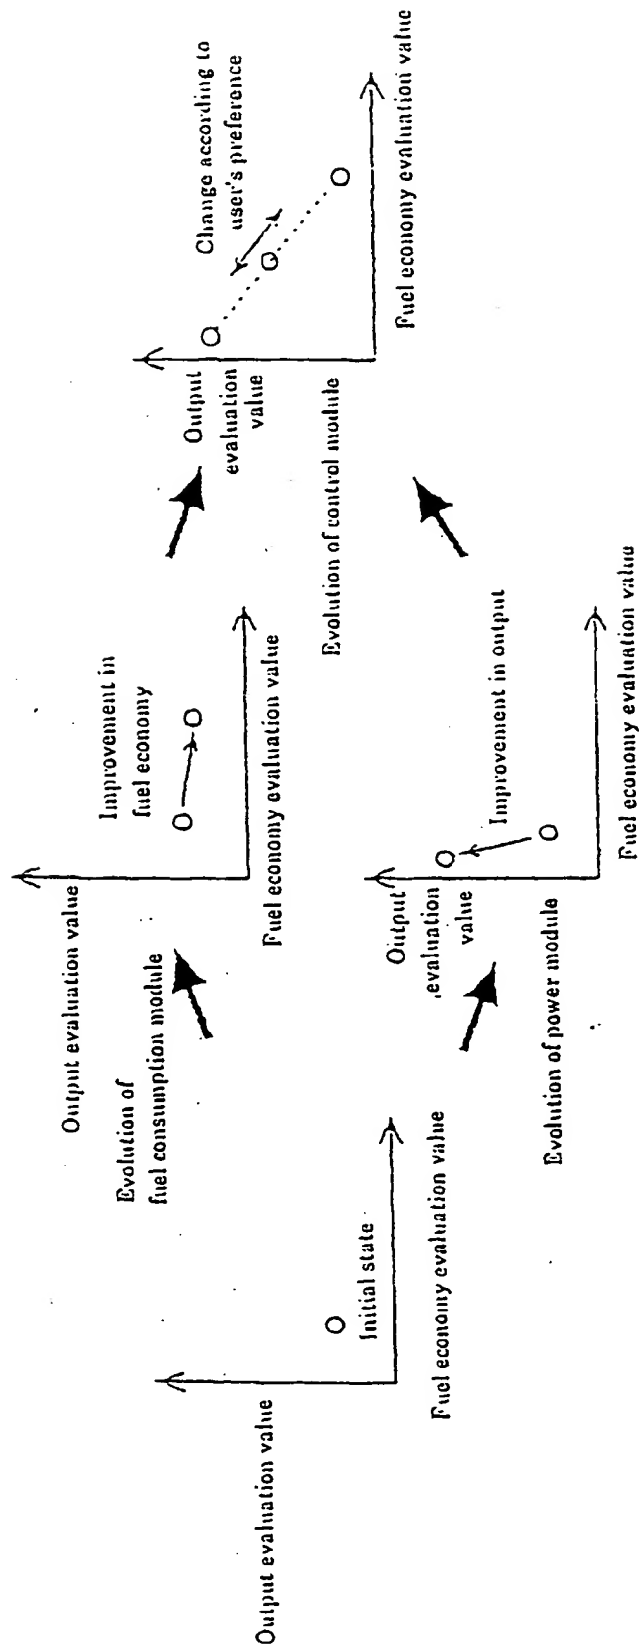 Output evaluation value
Initial state
Fuel economy evaluation value
Output evaluation value
Evolution of
fuel consumption module
Improvement in
fuel economy
Fuel economy evaluation value
Output
evaluation
value
Evolution of power module
Improvement in output
Fuel economy evaluation value
Output
evaluation
value
Evolution of control module
Change according to
user's preference
Fuel economy evaluation value